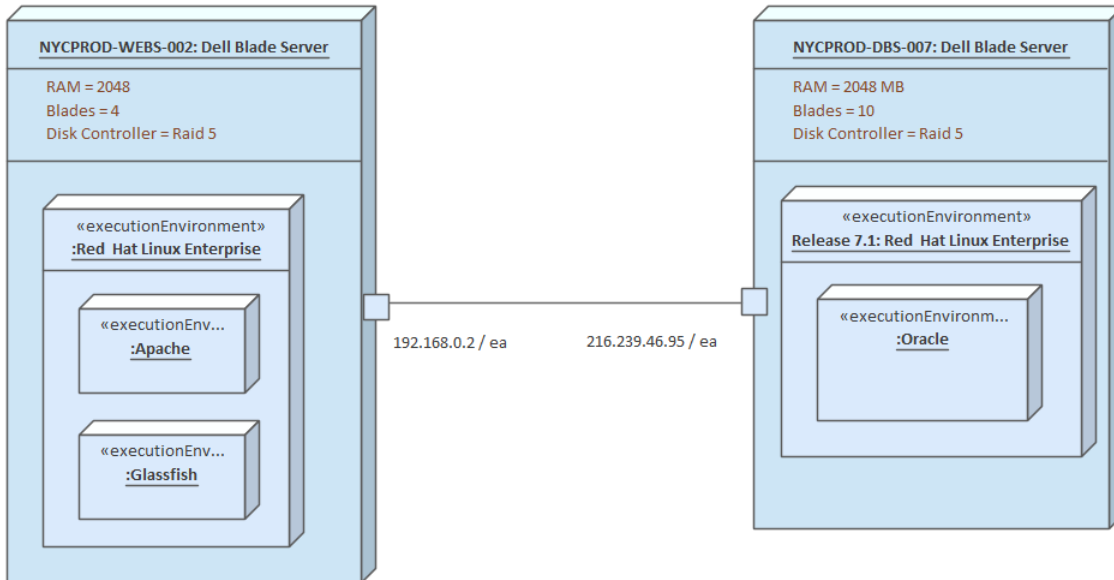 NYCPROD-WEBS-002: Dell Blade Server
RAM = 2048
Blades = 4
Disk Controller = Raid 5
«executionEnvironment»
:Red Hat Linux Enterprise
«executionEnv...
:Apache
«executionEnv...
:Glassfish
192.168.0.2 / ea
216.239.46.95 / ea
NYCPROD-DBS-007: Dell Blade Server
RAM = 2048 MB
Blades = 10
Disk Controller = Raid 5
«executionEnvironment»
Release 7.1: Red Hat Linux Enterprise
«executionEnvironm...
:Oracle